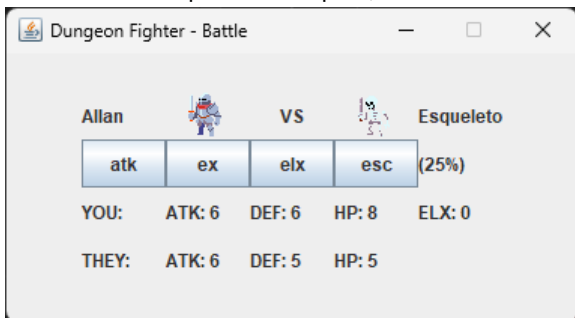 Dungeon Fighter - Battle
Allan VS Esqueleto
atk ex elx esc (25%)
YOU: ATK: 6 DEF: 6 HP: 8 ELX: 0
THEY: ATK: 6 DEF: 5 HP: 5